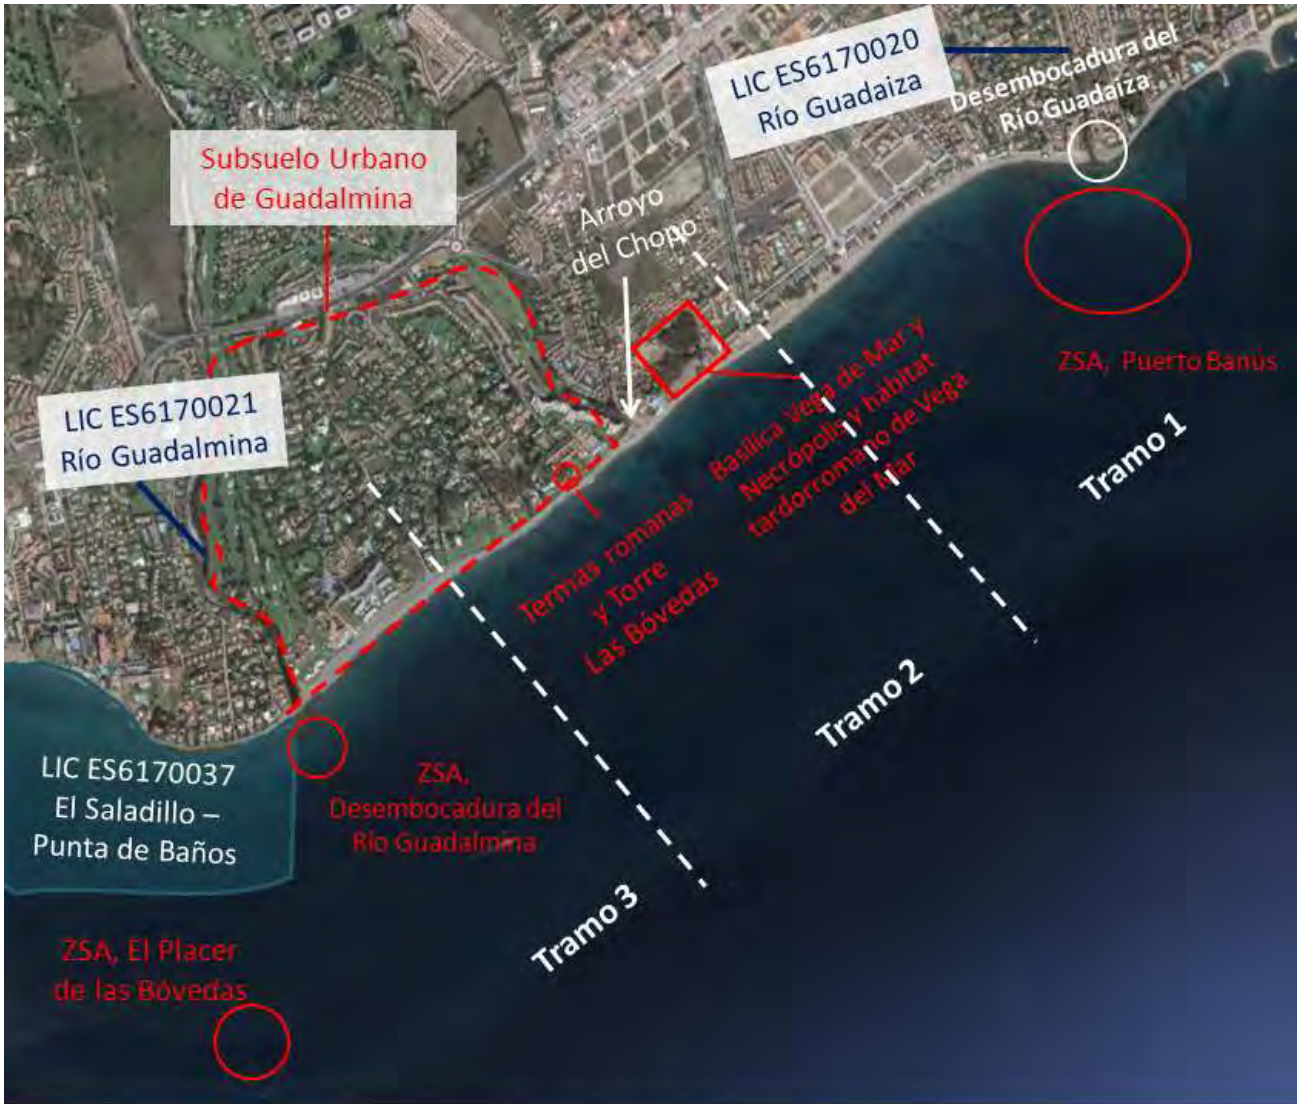 LIC ES6170020
Río Guadaiza
Desembocadura del
Río Guadaiza
Subsuelo Urbano
de Guadalmina
Arroyo
del Chopo
ZSA, Puerto Banús
LIC ES6170021
Río Guadalmina
Basílica Vega de Mar y
Necrópolis y hábitat
tardorromano de Vega
del Mar
Tramo 1
Termas romanas
y Torre
Las Bóvedas
Tramo 2
LIC ES6170037
El Saladillo –
Punta de Baños
ZSA,
Desembocadura del
Río Guadalmina
Tramo 3
ZSA, El Placer
de las Bóvedas